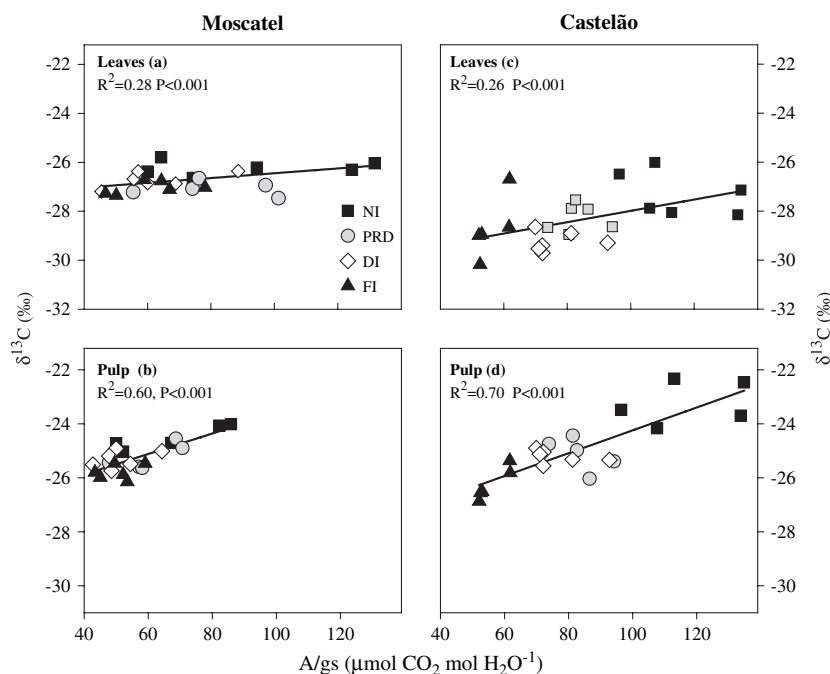 Moscatel Castelão
Leaves (a)
R²=0.28 P<0.001
Leaves (c)
R²=0.26 P<0.001
-22
-24
-26
-28
-30
-32
-22
-24
-26
-28
-30
-32
NI
PRD
DI
FI
δ¹³C (‰)
δ¹³C (‰)
Pulp (b)
R²=0.60, P<0.001
Pulp (d)
R²=0.70 P<0.001
-22
-24
-26
-28
-30
-22
-24
-26
-28
-30
40 60 80 100 120
40 60 80 100 120
A/gs (μmol CO₂ mol H₂O⁻¹)